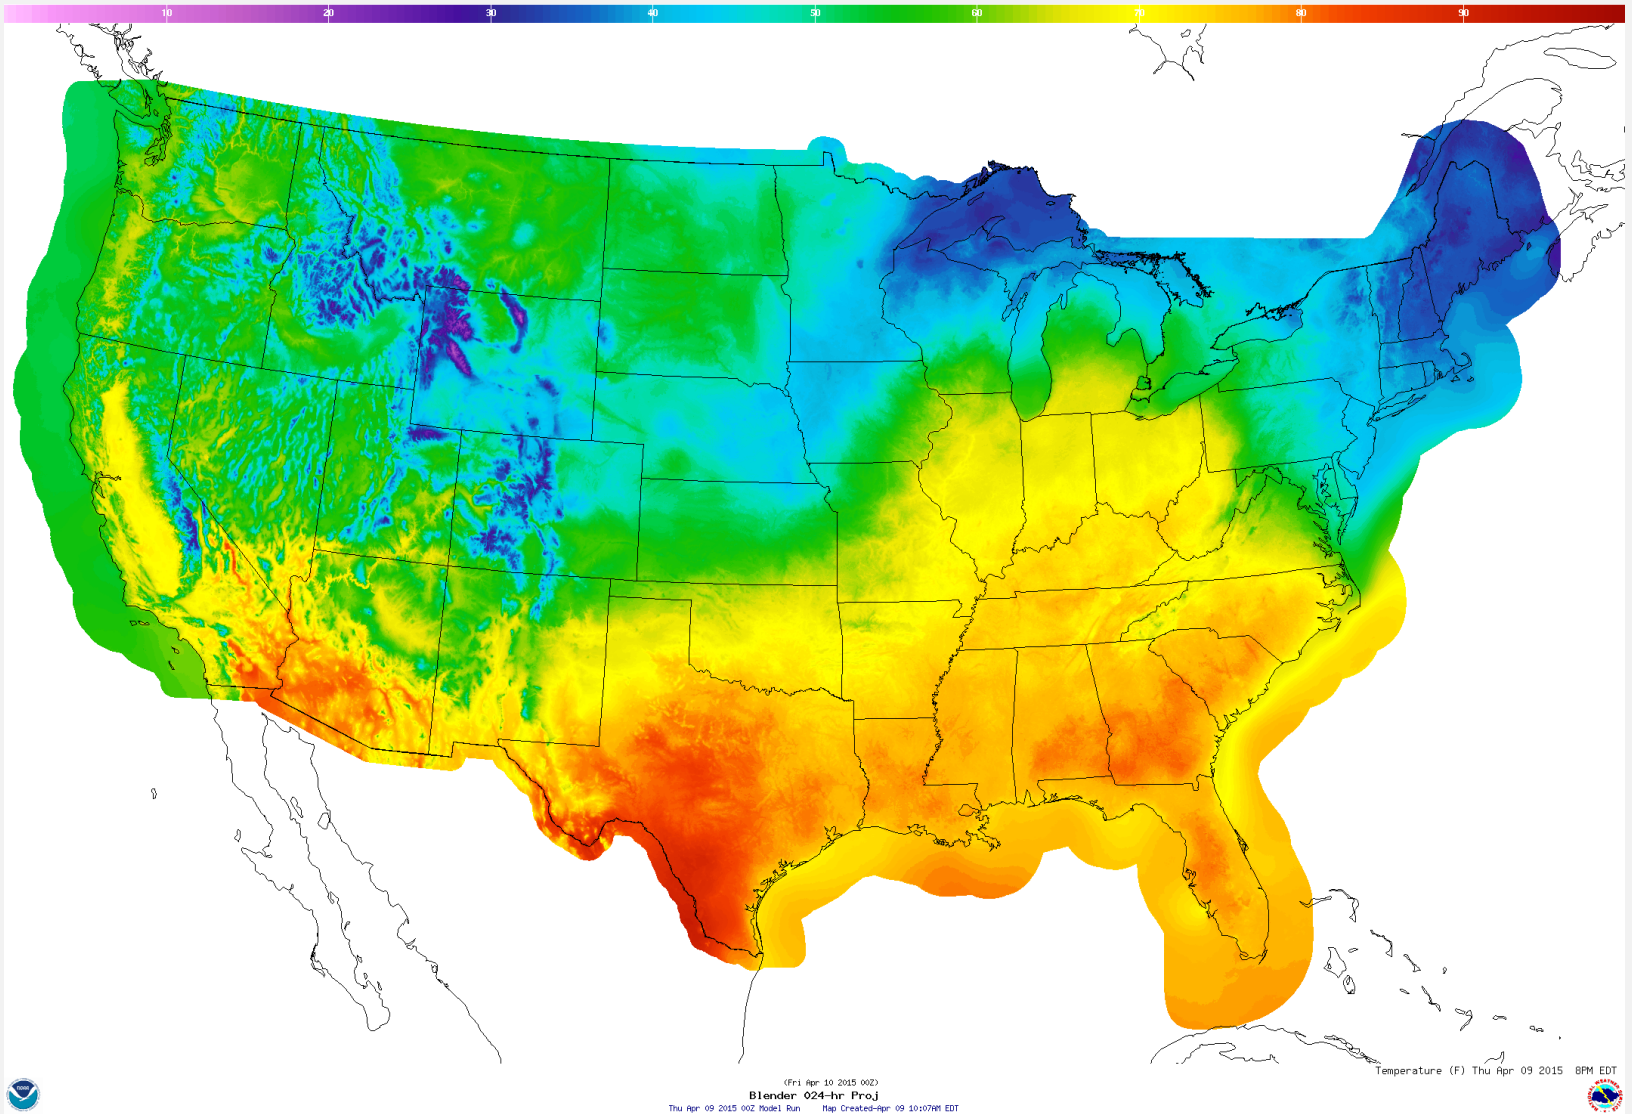 10 20 30 40 50 60 70 80 90
Temperature (F) Thu Apr 09 2015 8PM EDT
(Fri Apr 10 2015 00Z)
Blender 024-hr Proj
Thu Apr 09 2015 00Z Model Run Map Created-Apr 09 10:07AM EDT
NOAA